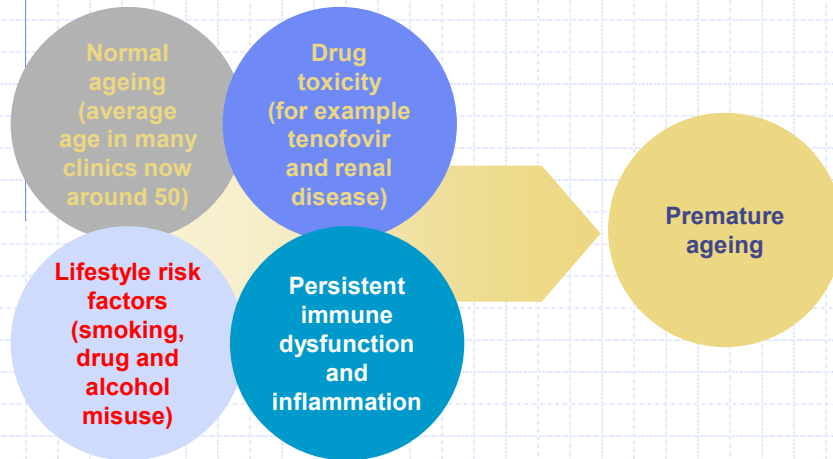 Normal
ageing
(average
age in many
clinics now
around 50)
Drug
toxicity
(for example
tenofovir
and renal
disease)
Lifestyle risk
factors
(smoking,
drug and
alcohol
misuse)
Persistent
immune
dysfunction
and
inflammation
Premature
ageing